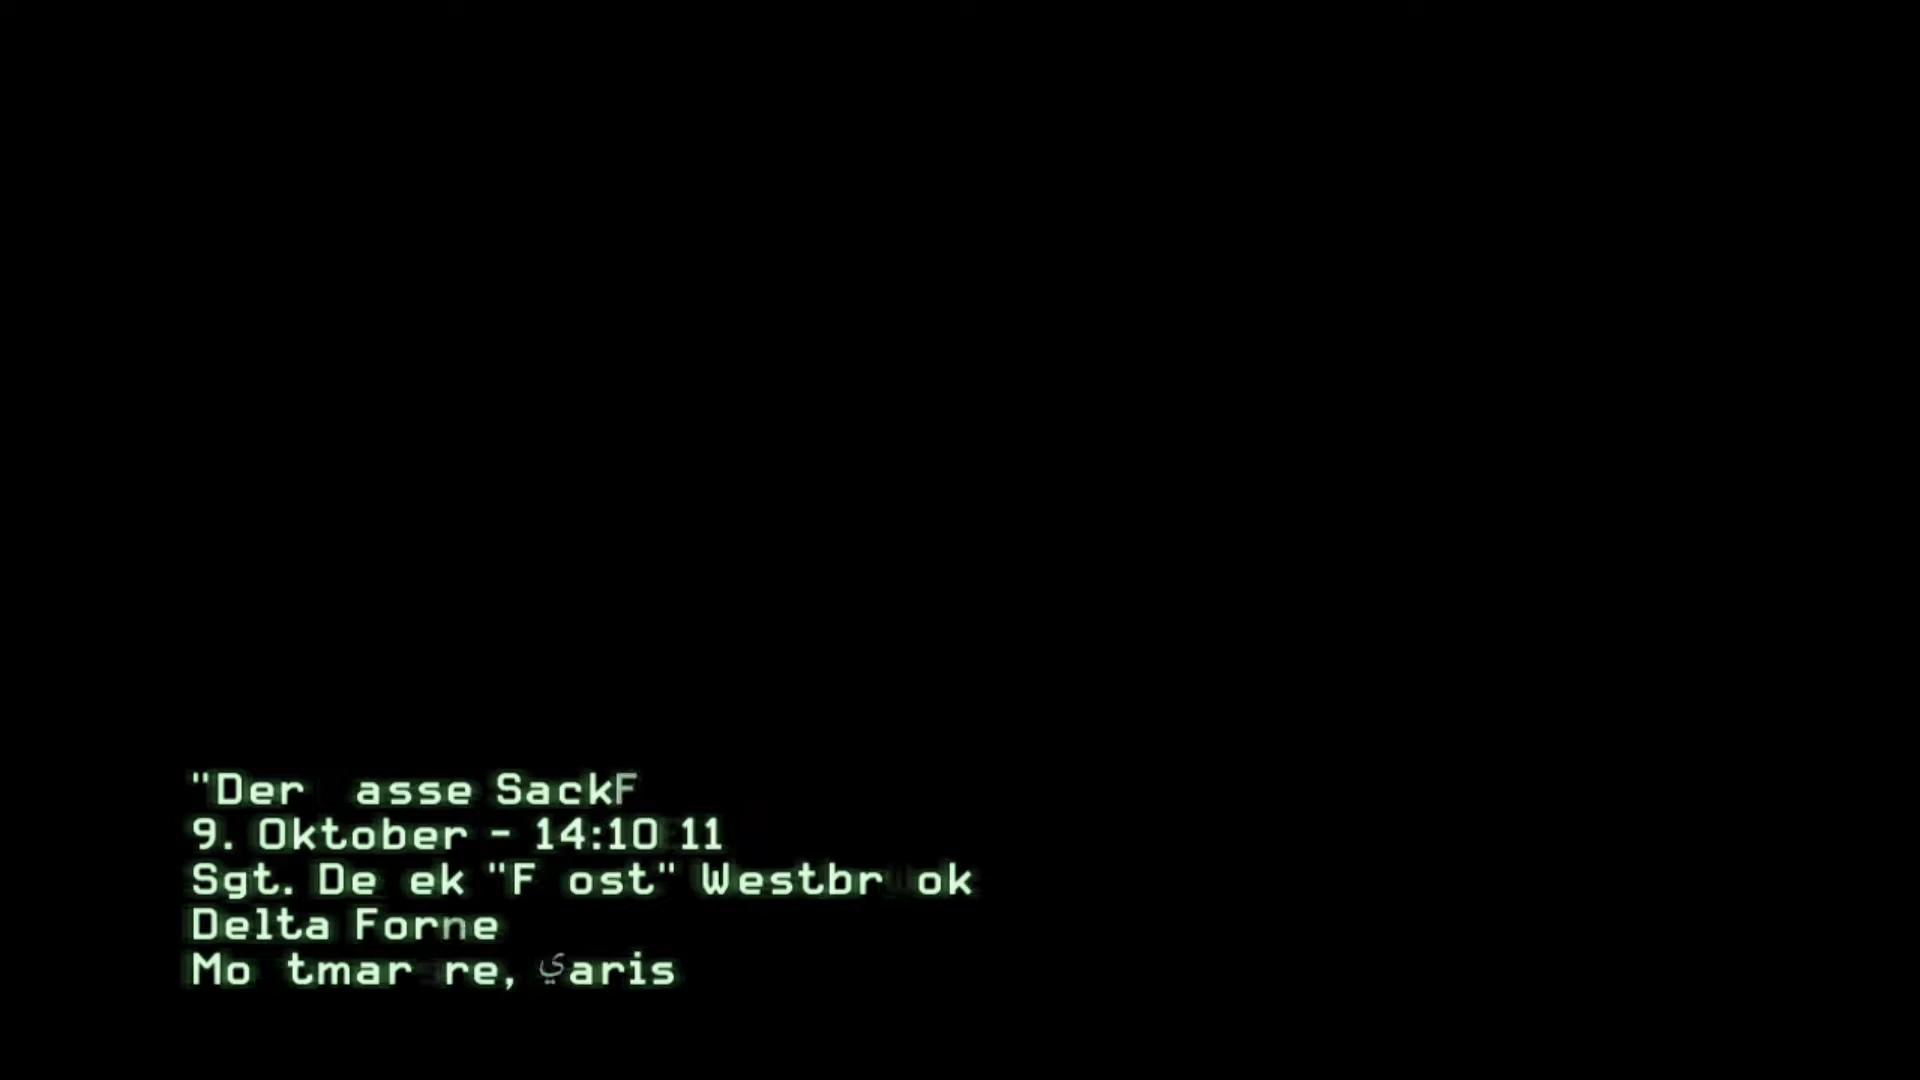 "Der asse SackF
9. Oktober - 14:10 11
Sgt. De ek "F ost" Westbr ok
Delta Forne
Mo tmar re, يaris